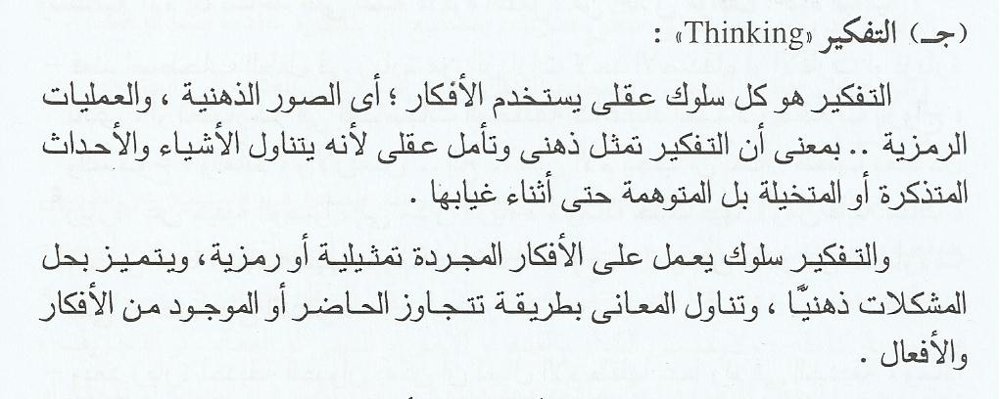 (جـ) التفكير «Thinking» :
التفكير هو كل سلوك عقلى يستخدم الأفكار ؛ أى الصور الذهنية ، والعمليات
الرمزية .. بمعنى أن التفكير تمثل ذهنى وتأمل عقلى لأنه يتناول الأشياء والأحداث
المتذكرة أو المتخيلة بل المتوهمة حتى أثناء غيابها .
والتفكير سلوك يعمل على الأفكار المجردة تمثيلية أو رمزية، ويتميز بحل
المشكلات ذهنيًّا ، وتناول المعانى بطريقة تتجاوز الحاضر أو الموجود من الأفكار
والأفعال .